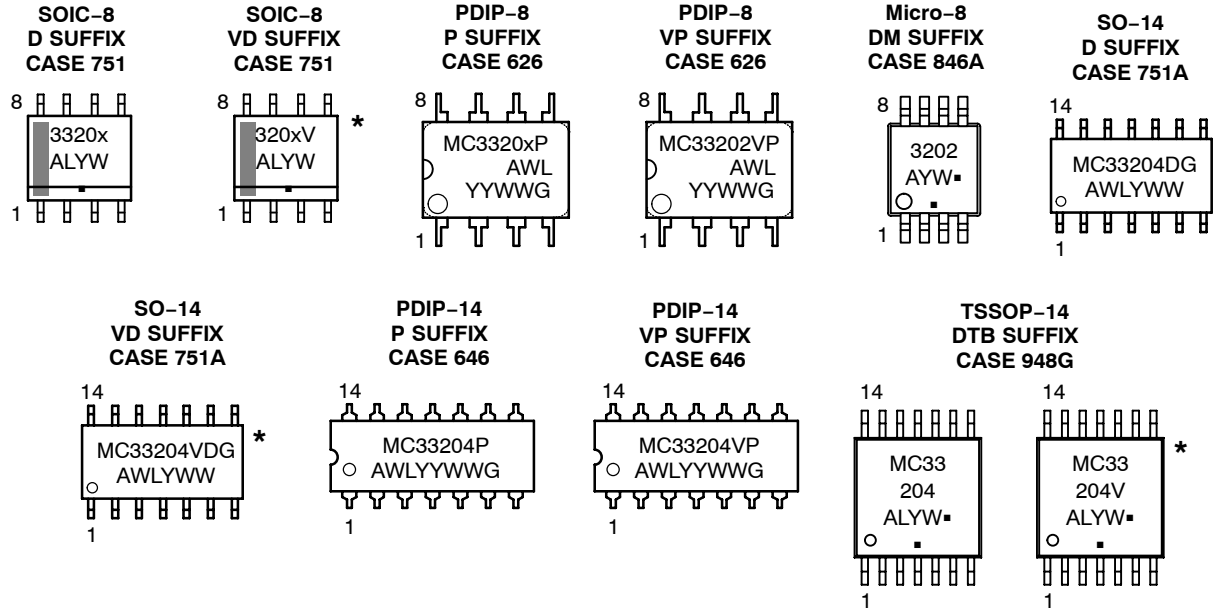 SOIC−8
D SUFFIX
CASE 751
8
3320x
ALYW
1
SOIC−8
VD SUFFIX
CASE 751
8
320xV
ALYW
*
1
PDIP−8
P SUFFIX
CASE 626
8
MC3320xP
AWL
YYWWG
1
PDIP−8
VP SUFFIX
CASE 626
8
MC33202VP
AWL
YYWWG
1
Micro−8
DM SUFFIX
CASE 846A
8
3202
AYW▪
▪
1
SO−14
D SUFFIX
CASE 751A
14
MC33204DG
AWLYWW
1
SO−14
VD SUFFIX
CASE 751A
14
MC33204VDG
AWLYWW
*
1
PDIP−14
P SUFFIX
CASE 646
14
MC33204P
AWLYYWWG
1
PDIP−14
VP SUFFIX
CASE 646
14
MC33204VP
AWLYYWWG
1
TSSOP−14
DTB SUFFIX
CASE 948G
14
MC33
204
ALYW▪
▪
1
14
MC33
204V
ALYW▪
▪
*
1